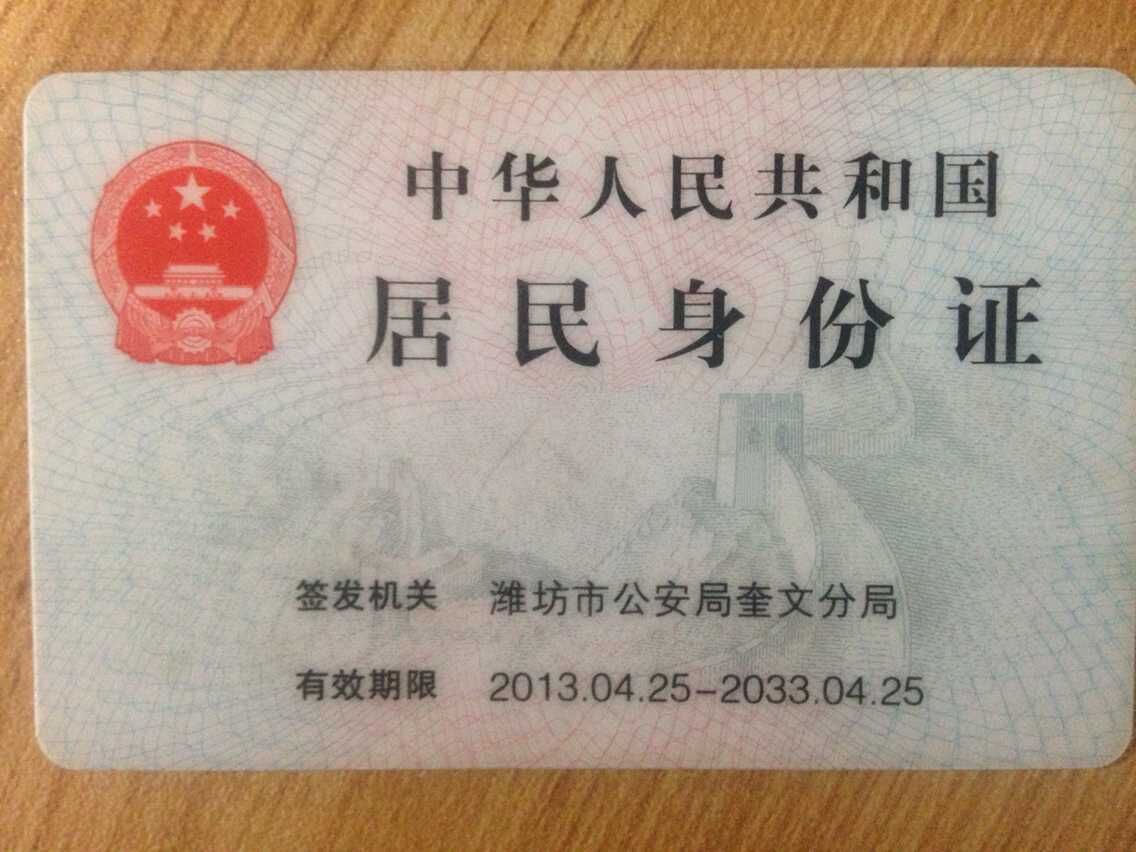 中华人民共和国
居民身份证
签发机关 潍坊市公安局奎文分局
有效期限 2013.04.25-2033.04.25